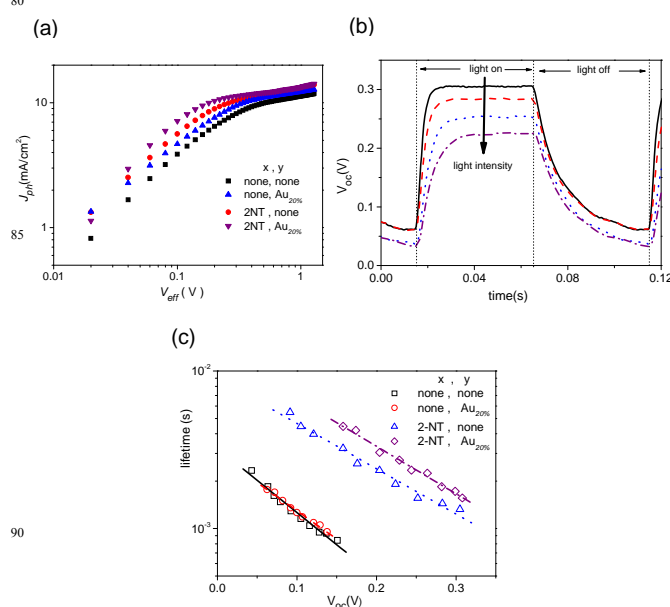 80
(a)
(b)
J_ph(mA/cm²)
10
1
x , y
none, none
none, Au20%
2NT , none
2NT , Au20%
0.01
0.1
1
V_eff ( V )
85
V_oc(V)
0.3
0.2
0.1
0.0
light on
light off
light intensity
0.00
0.04
0.08
0.12
time(s)
(c)
lifetime (s)
10⁻²
10⁻³
x , y
none , none
none , Au20%
2-NT , none
2-NT , Au20%
90
0.0
0.1
0.2
0.3
V_oc(V)